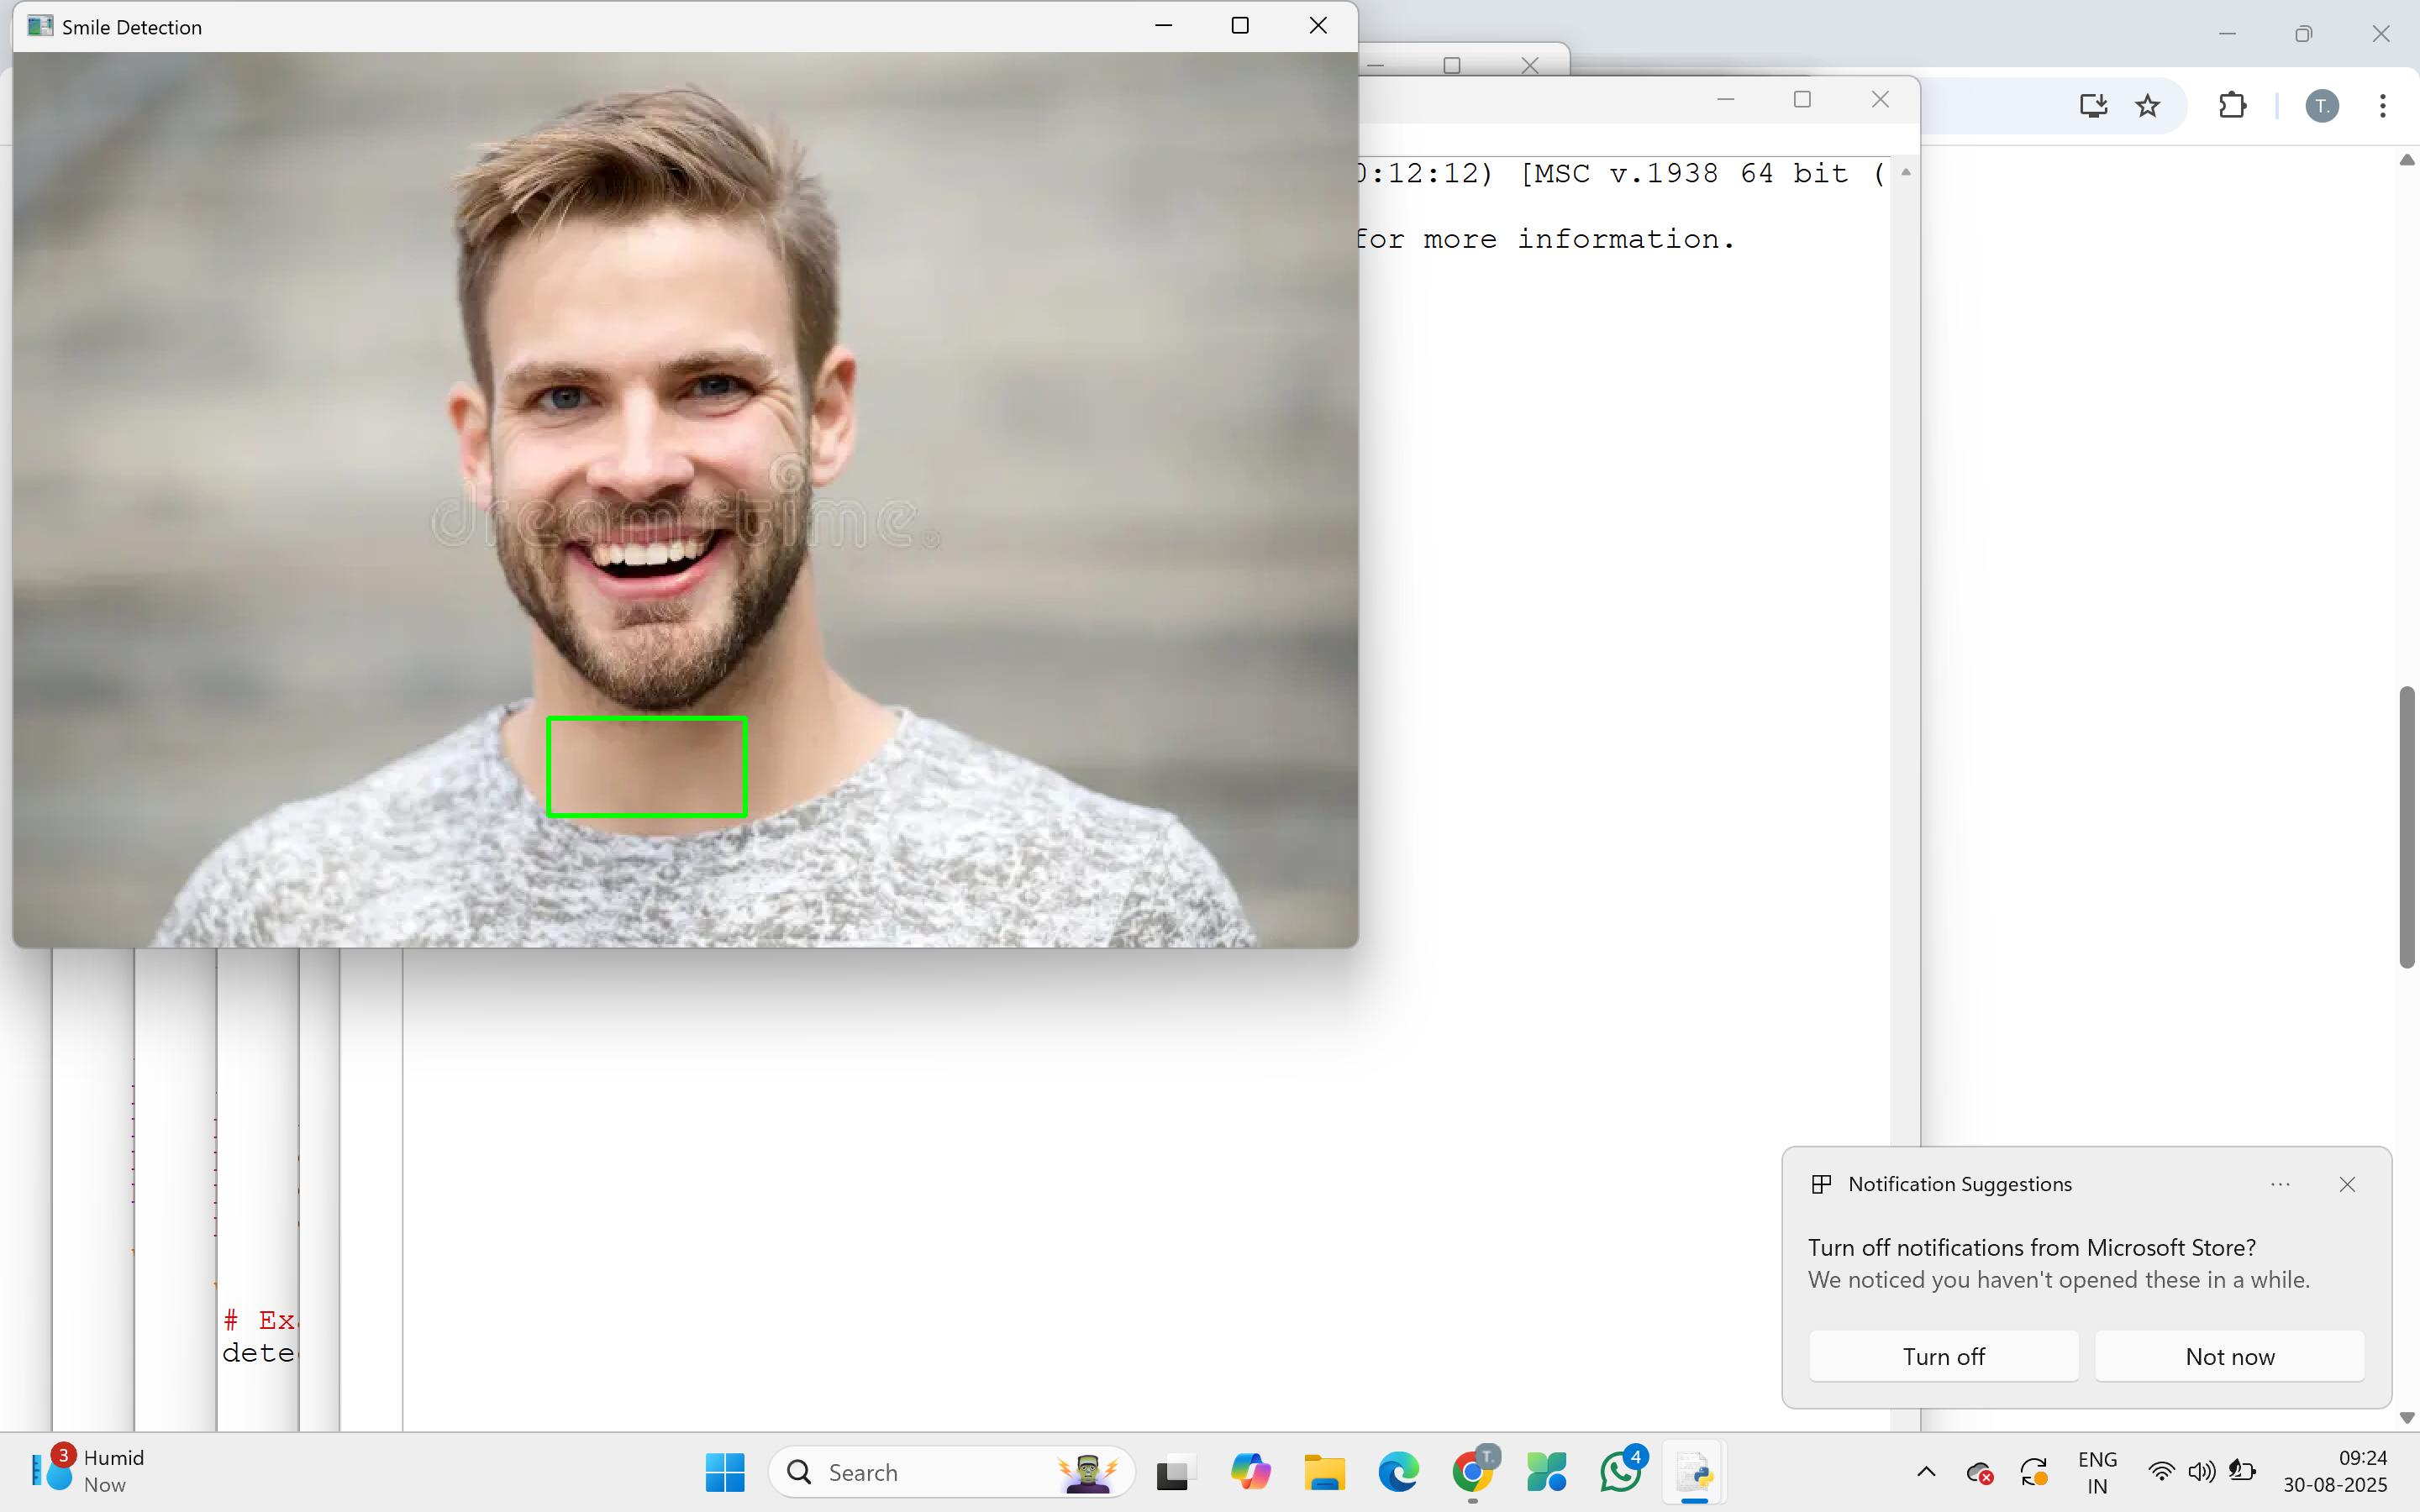 Smile Detection
0:12:12) [MSC v.1938 64 bit (
for more information.
T.
dreamstime.
# Ex
dete
Notification Suggestions
Turn off notifications from Microsoft Store?
We noticed you haven't opened these in a while.
Turn off
Not now
3
Humid
Now
Search
T.
4
ENG
IN
09:24
30-08-2025